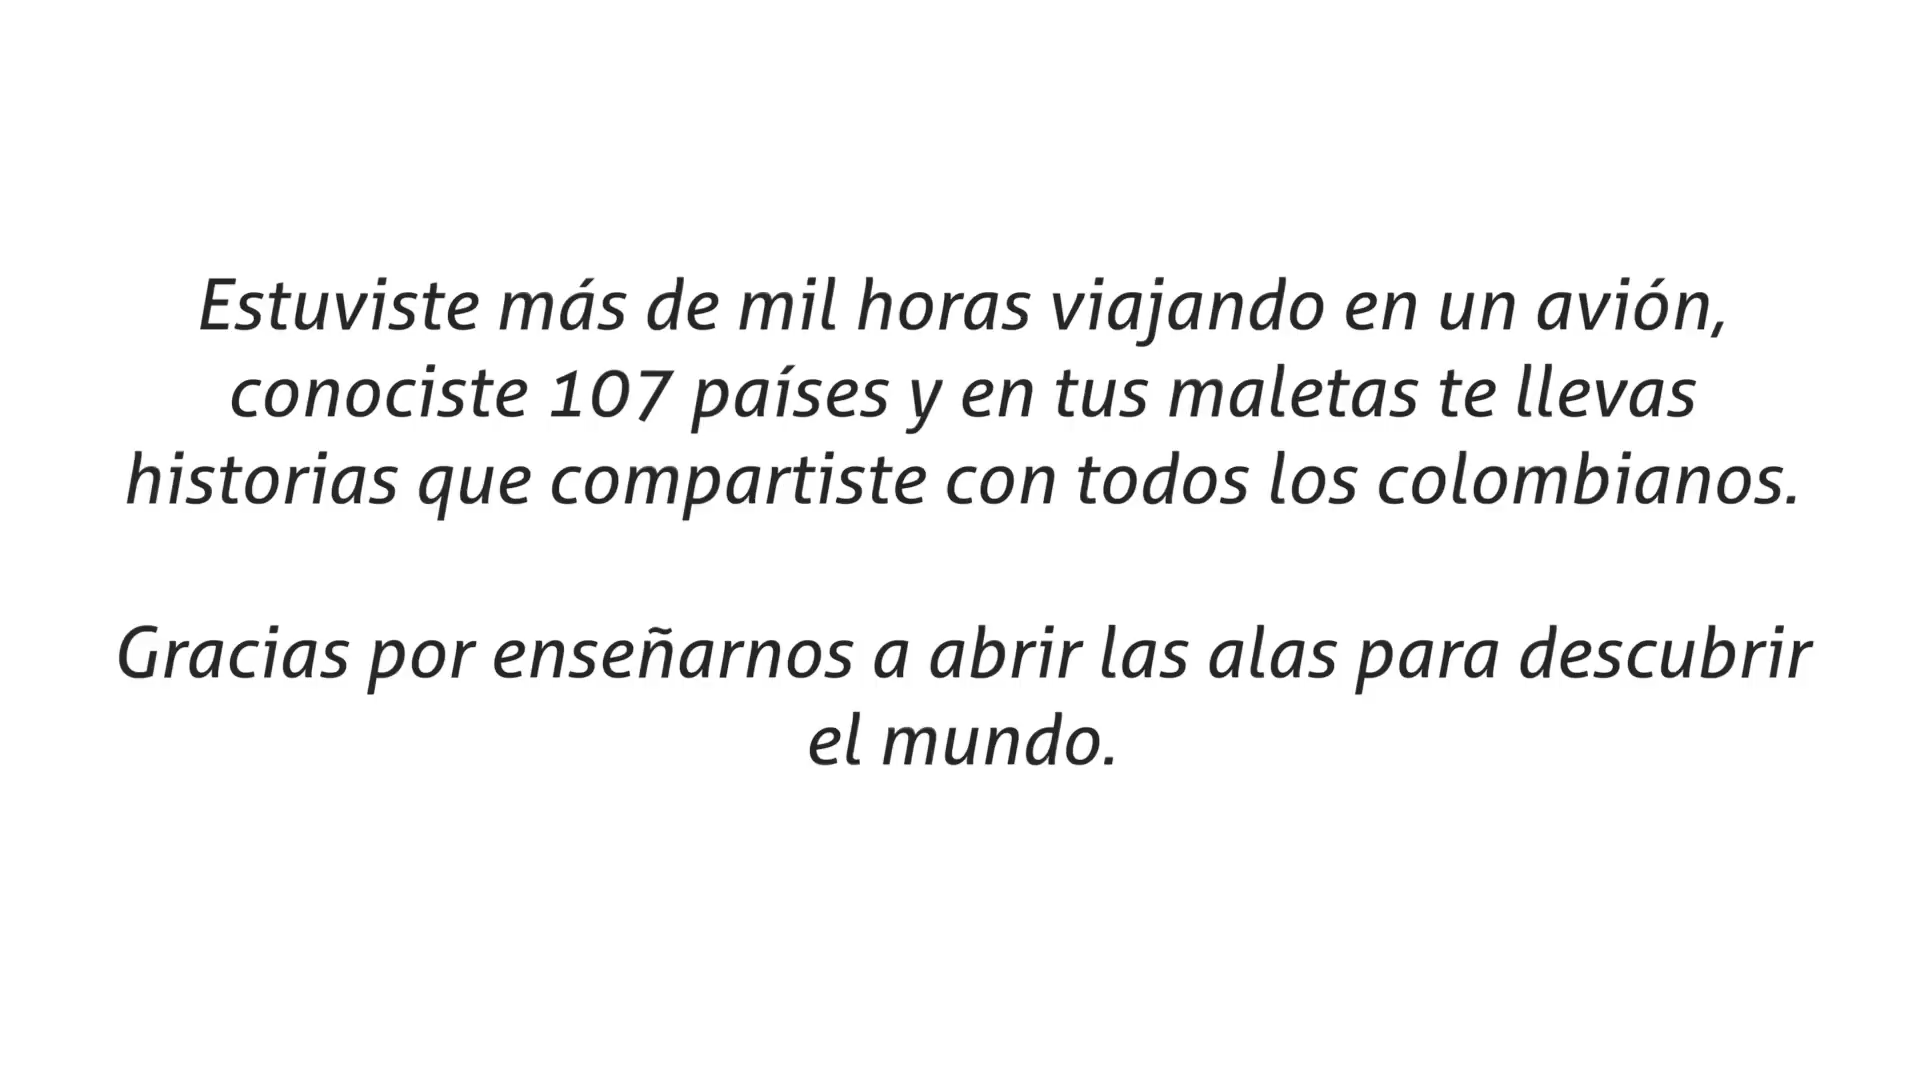 Estuviste más de mil horas viajando en un avión,
conociste 107 países y en tus maletas te llevas
historias que compartiste con todos los colombianos.
Gracias por enseñarnos a abrir las alas para descubrir
el mundo.